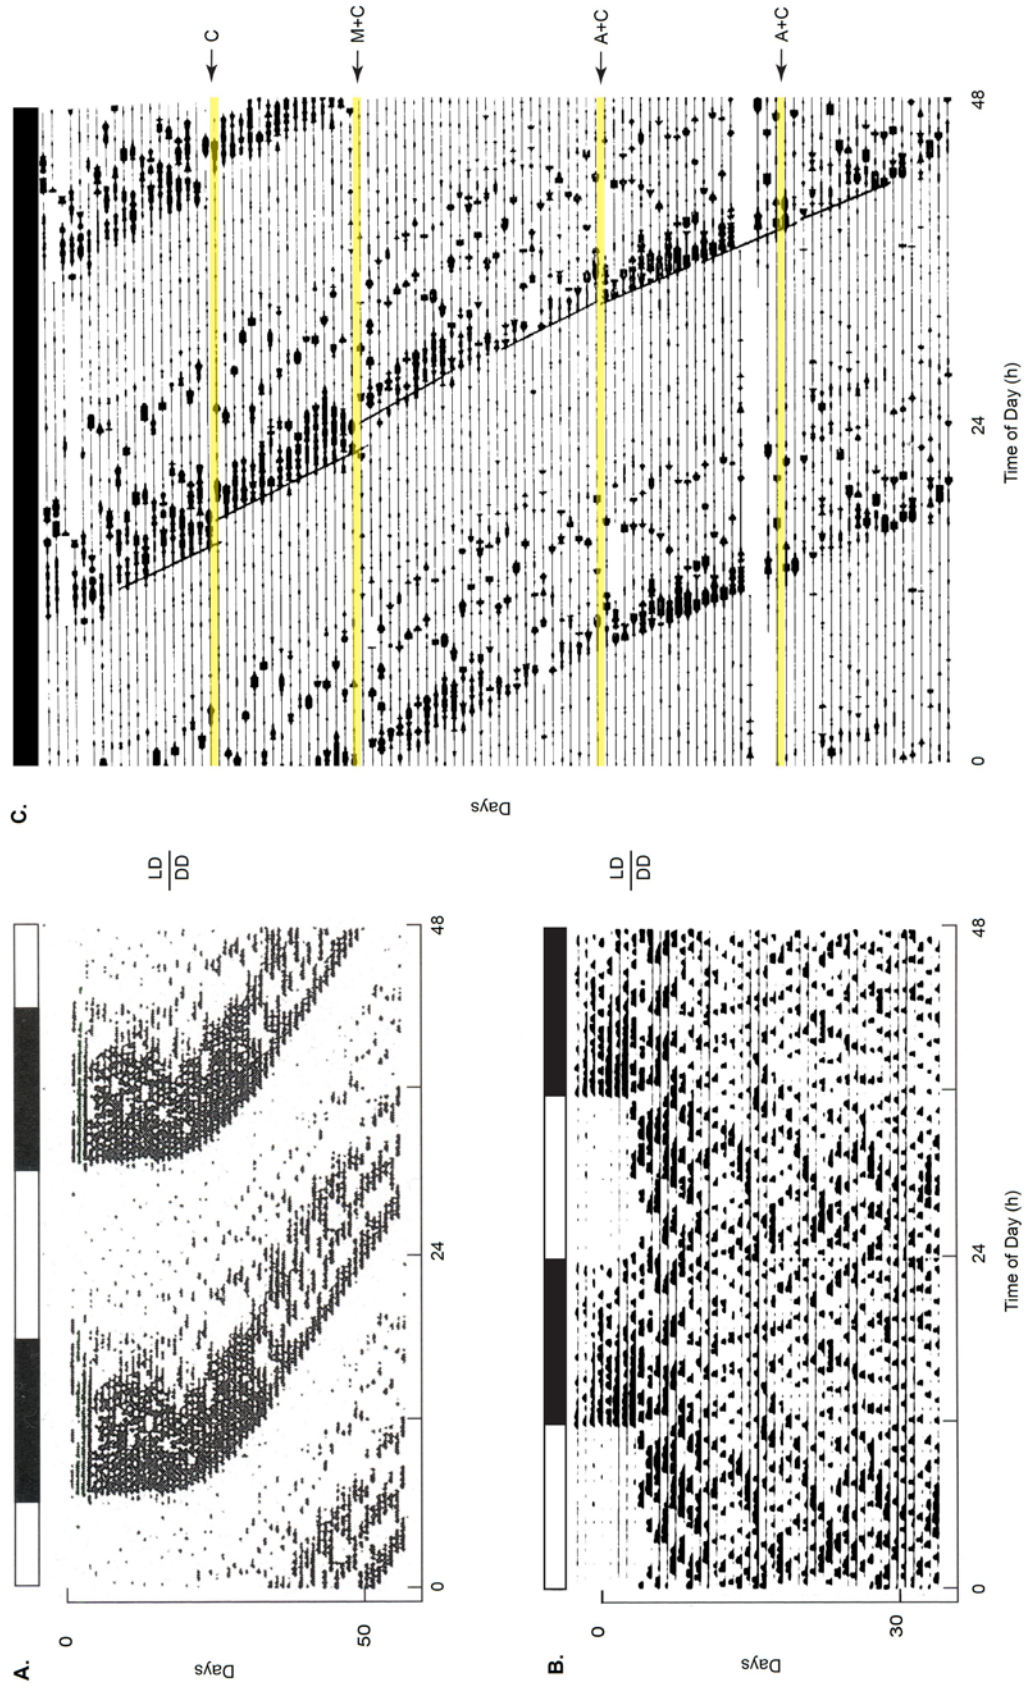 A.
0
50
Days
0
24
48
LD
DD
B.
0
30
Days
0
24
48
Time of Day (h)
LD
DD
C.
Days
0
24
48
Time of Day (h)
C
M+C
A+C
A+C